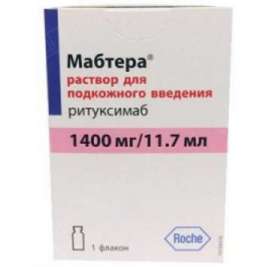 Мабтера®
раствор для
подкожного введения
ритуксимаб
1400 мг/11.7 мл
1 флакон
Roche